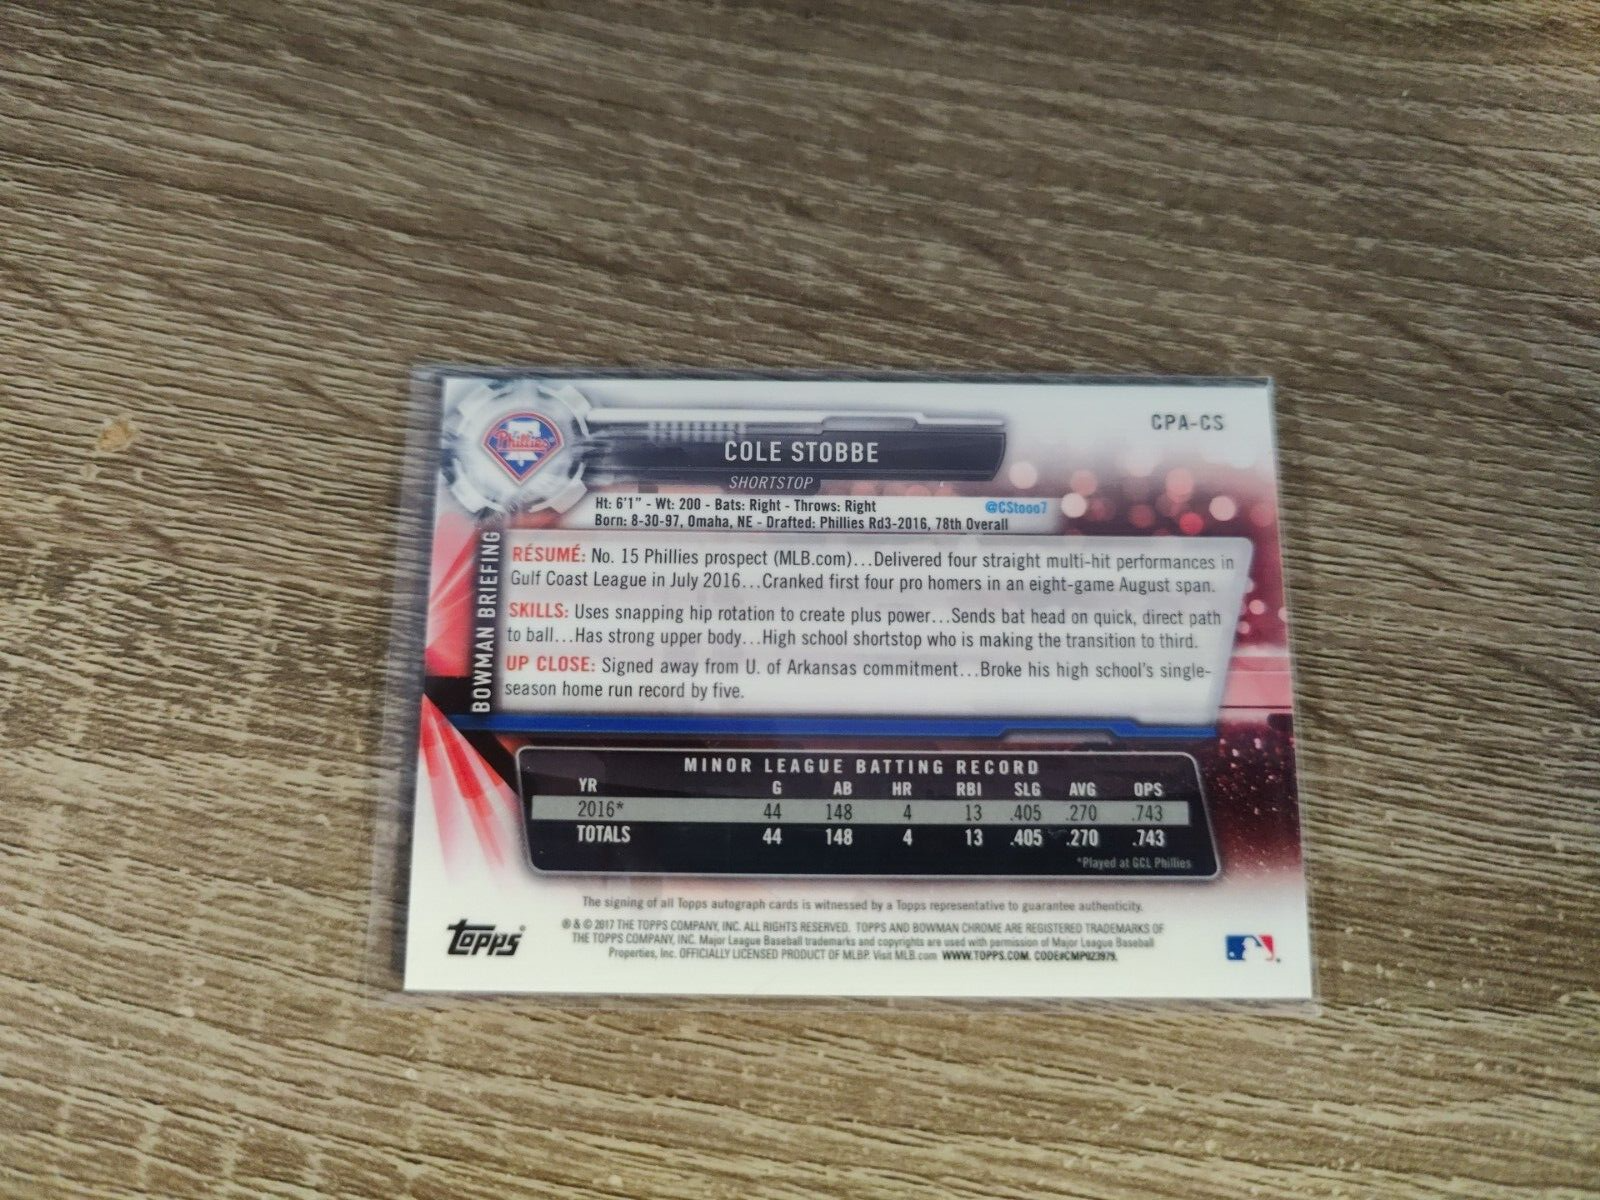 CPA-CS
Phillies
COLE STOBBE
SHORTSTOP
Ht: 6'1" - Wt: 200 - Bats: Right - Throws: Right @CStooo7
Born: 8-30-97, Omaha, NE - Drafted: Phillies Rd3-2016, 78th Overall
BOWMAN BRIEFING
RÉSUMÉ: No. 15 Phillies prospect (MLB.com)...Delivered four straight multi-hit performances in
Gulf Coast League in July 2016...Cranked first four pro homers in an eight-game August span.
SKILLS: Uses snapping hip rotation to create plus power...Sends bat head on quick, direct path
to ball...Has strong upper body...High school shortstop who is making the transition to third.
UP CLOSE: Signed away from U. of Arkansas commitment...Broke his high school's single-
season home run record by five.
MINOR LEAGUE BATTING RECORD
YR G AB HR RBI SLG AVG OPS
2016* 44 148 4 13 .405 .270 .743
TOTALS 44 148 4 13 .405 .270 .743
*Played at GCL Phillies
The signing of all Topps autograph cards is witnessed by a Topps representative to guarantee authenticity.
topps
® & © 2017 THE TOPPS COMPANY, INC. ALL RIGHTS RESERVED. TOPPS AND BOWMAN CHROME ARE REGISTERED TRADEMARKS OF
THE TOPPS COMPANY, INC. Major League Baseball trademarks and copyrights are used with permission of Major League Baseball
Properties, Inc. OFFICIALLY LICENSED PRODUCT OF MLBP. Visit MLB.com WWW.TOPPS.COM. CODE#CMP023979.